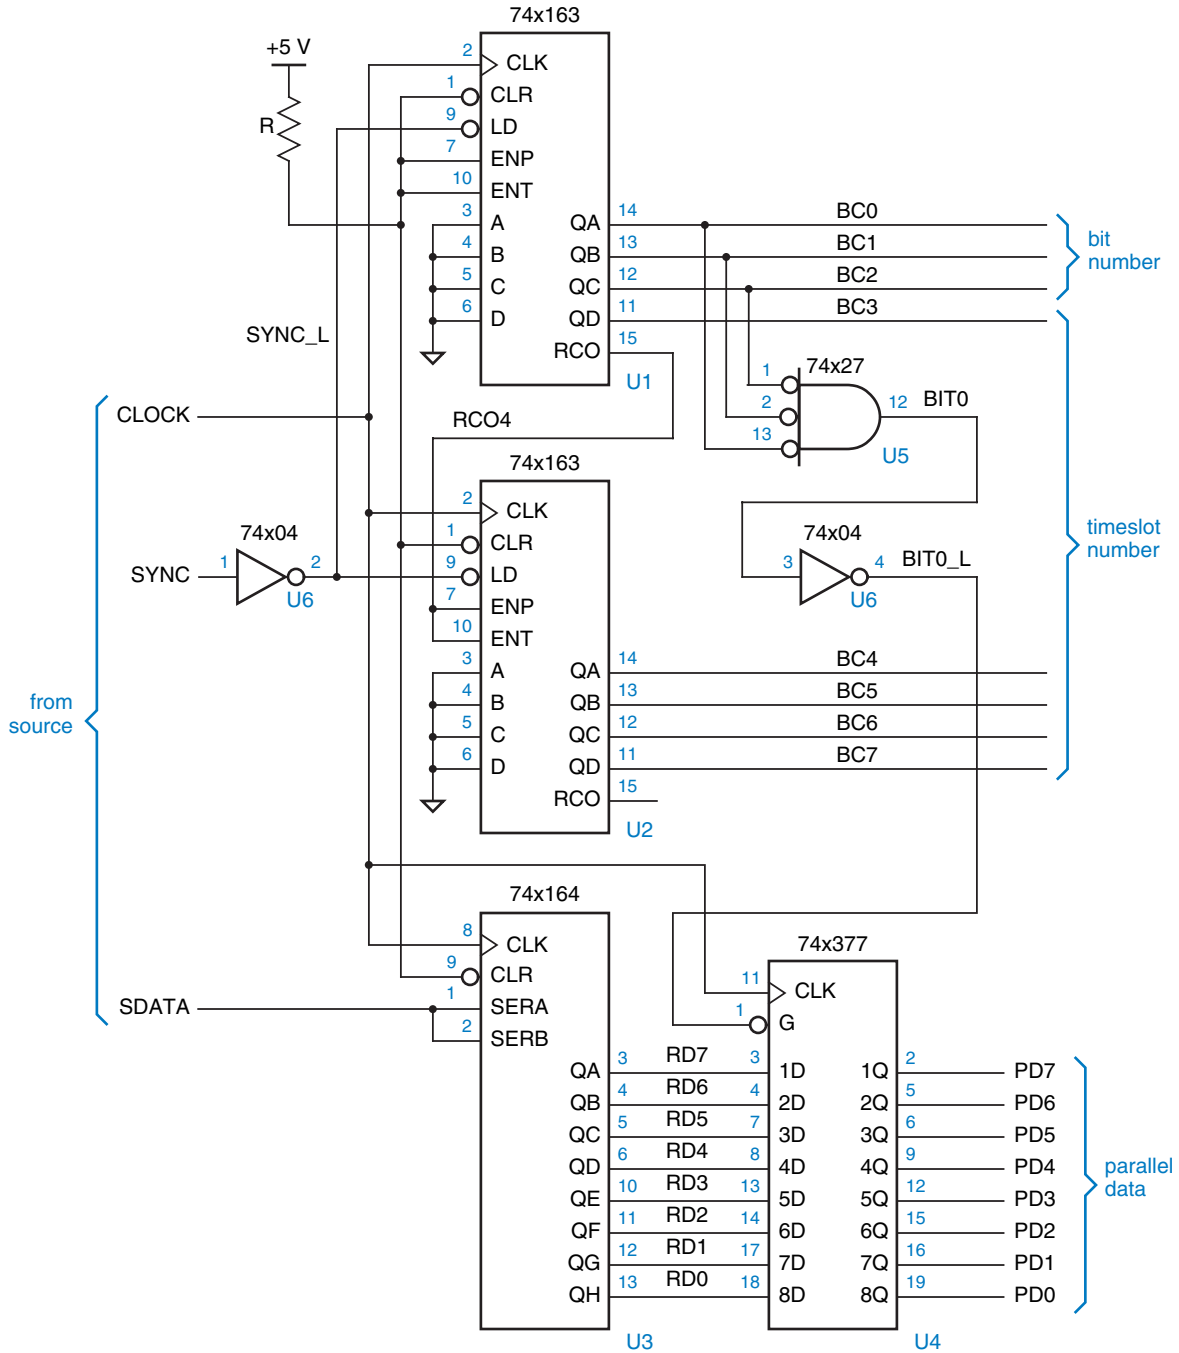 74x163
+5 V
R
2 CLK
1 CLR
9 LD
7 ENP
10 ENT
3 A QA 14 BC0
4 B QB 13 BC1
5 C QC 12 BC2
6 D QD 11 BC3
RCO 15
U1
bit
number
SYNC_L
74x27
1
2
13
12 BIT0
U5
CLOCK
RCO4
74x163
2 CLK
1 CLR
9 LD
7 ENP
10 ENT
3 A QA 14 BC4
4 B QB 13 BC5
5 C QC 12 BC6
6 D QD 11 BC7
RCO 15
U2
74x04
SYNC 1 2
U6
74x04
3 4 BIT0_L
U6
timeslot
number
from
source
74x164
8 CLK
9 CLR
SDATA 1 SERA
2 SERB
QA 3 RD7
QB 4 RD6
QC 5 RD5
QD 6 RD4
QE 10 RD3
QF 11 RD2
QG 12 RD1
QH 13 RD0
U3
74x377
11 CLK
1 G
3 1D 1Q 2 PD7
4 2D 2Q 5 PD6
7 3D 3Q 6 PD5
8 4D 4Q 9 PD4
13 5D 5Q 12 PD3
14 6D 6Q 15 PD2
17 7D 7Q 16 PD1
18 8D 8Q 19 PD0
U4
parallel
data